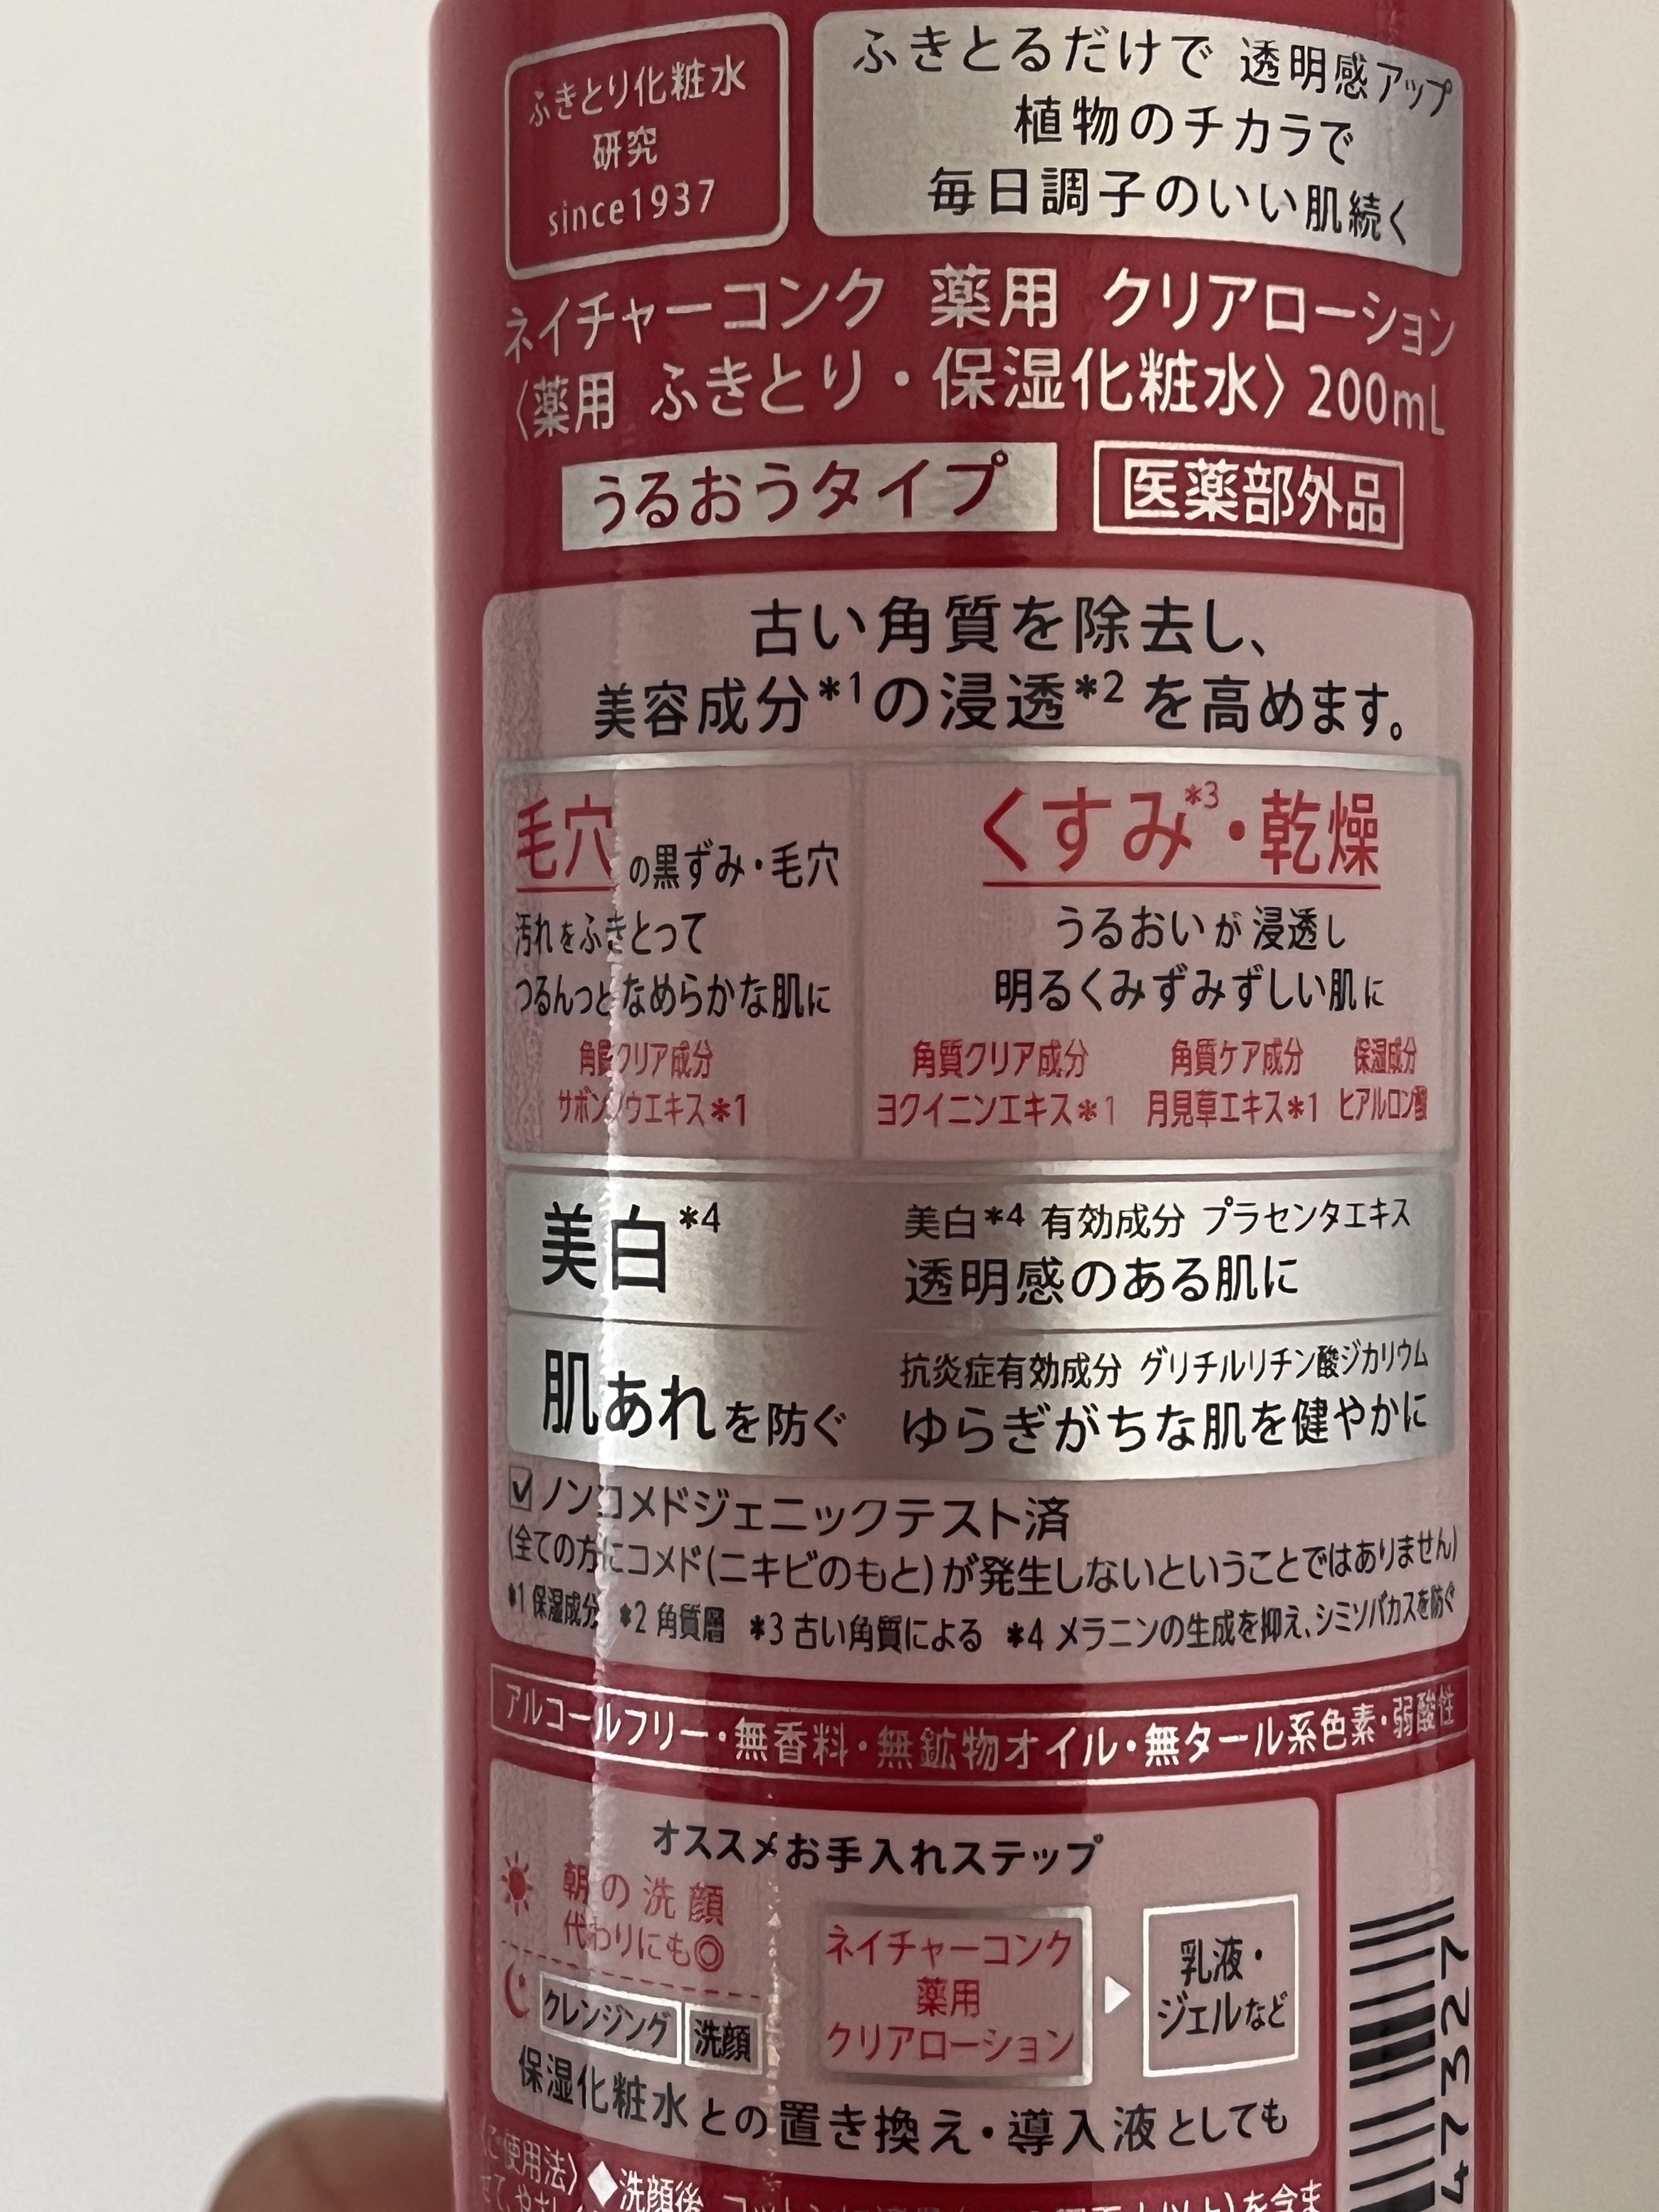 ふきとり化粧水
研究
since1937
ふきとるだけで 透明感アップ
植物のチカラで
毎日調子のいい肌続く
ネイチャーコンク 薬用 クリアローション
〈薬用 ふきとり・保湿化粧水〉200mL
うるおうタイプ 医薬部外品
古い角質を除去し、
美容成分*1の浸透*2を高めます。
毛穴の黒ずみ・毛穴
汚れをふきとって
つるんっとなめらかな肌に
角質クリア成分
サボンソウエキス*1
くすみ*3・乾燥
うるおいが浸透し
明るくみずみずしい肌に
角質クリア成分 角質ケア成分 保湿成分
ヨクイニンエキス*1 月見草エキス*1 ヒアルロン酸
美白*4
美白*4 有効成分 プラセンタエキス
透明感のある肌に
肌あれを防ぐ
抗炎症有効成分 グリチルリチン酸ジカリウム
ゆらぎがちな肌を健やかに
☑ノンコメドジェニックテスト済
(全ての方にコメド(ニキビのもと)が発生しないということではありません)
*1 保湿成分 *2 角質層 *3 古い角質による *4 メラニンの生成を抑え、シミソバカスを防ぐ
アルコールフリー・無香料・無鉱物オイル・無タール系色素・弱酸性
オススメお手入れステップ
朝の洗顔
代わりにも◎
クレンジング 洗顔
ネイチャーコンク
薬用
クリアローション
乳液・
ジェルなど
保湿化粧水との置き換え・導入液としても
〈ご使用法〉◆洗顔後、
47327